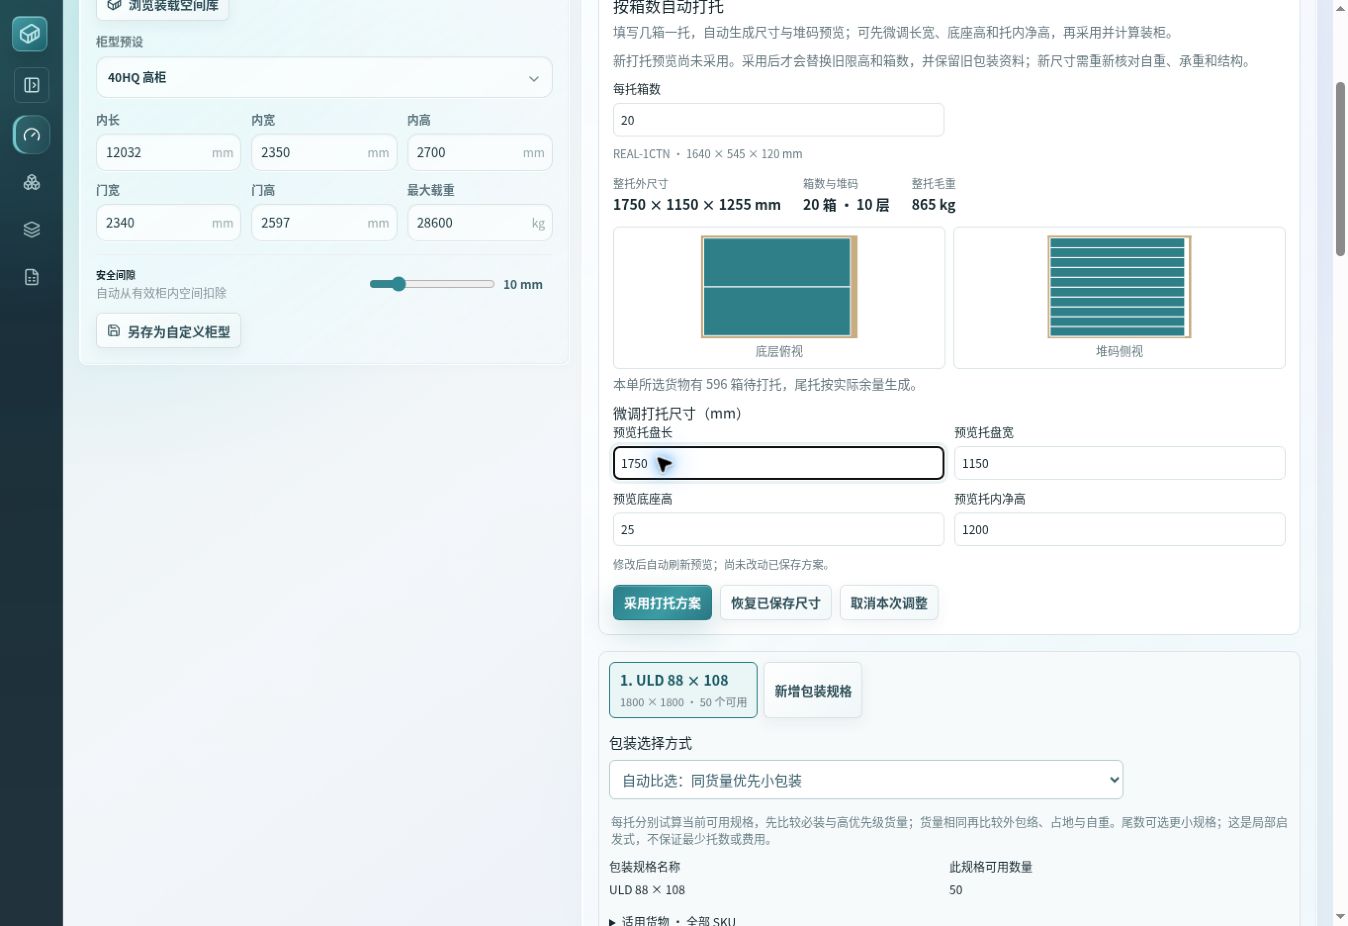 浏览装载空间库
柜型预设
40HQ 高柜
内长
内宽
内高
12032 mm
2350 mm
2700 mm
门宽
门高
最大载重
2340 mm
2597 mm
28600 kg
安全间隙
自动从有效柜内空间扣除
10 mm
另存为自定义柜型
按箱数自动打托
填写几箱一托，自动生成尺寸与堆码预览；可先微调长宽、底座高和托内净高，再采用并计算装柜。
新打托预览尚未采用。采用后才会替换旧限高和箱数，并保留旧包装资料；新尺寸需重新核对自重、承重和结构。
每托箱数
20
REAL-1CTN · 1640 × 545 × 120 mm
整托外尺寸
箱数与堆码
整托毛重
1750 × 1150 × 1255 mm
20 箱 · 10 层
865 kg
底层俯视
堆码侧视
本单所选货物有 596 箱待打托，尾托按实际余量生成。
微调打托尺寸（mm）
预览托盘长
预览托盘宽
1750
1150
预览底座高
预览托内净高
25
1200
修改后自动刷新预览；尚未改动已保存方案。
采用打托方案
恢复已保存尺寸
取消本次调整
1. ULD 88 × 108
1800 × 1800 · 50 个可用
新增包装规格
包装选择方式
自动比选：同货量优先小包装
每托分别试算当前可用规格，先比较必装与高优先级货量；货量相同再比较外包络、占地与自重。尾数可选更小规格；这是局部启
发式，不保证最少托数或费用。
包装规格名称
此规格可用数量
ULD 88 × 108
50
▶ 适用货物 · 全部 SKU